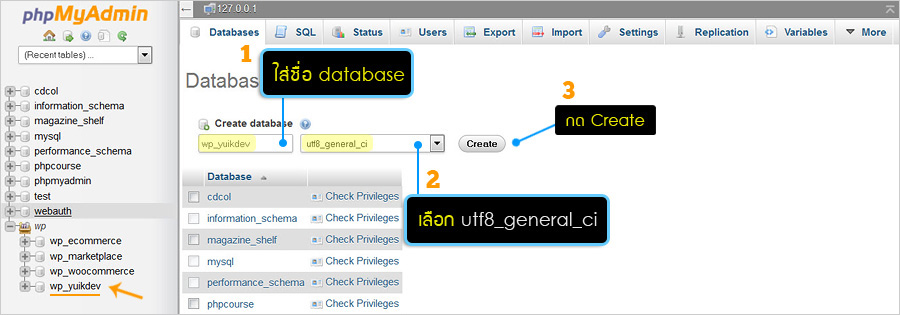 phpMyAdmin
(Recent tables) ...
cdcol
information_schema
magazine_shelf
mysql
performance_schema
phpcourse
phpmyadmin
test
webauth
wp
wp_ecommerce
wp_marketplace
wp_woocommerce
wp_yuikdev
127.0.0.1
Databases SQL Status Users Export Import Settings Replication Variables More
1
Databas
ใส่ชื่อ database
Create database
wp_yuikdev utf8_general_ci Create
3
กด Create
2
เลือก utf8_general_ci
Database
cdcol Check Privileges
information_schema Check Privileges
magazine_shelf Check Privileges
mysql Check Privileges
performance_schema Check Privileges
phpcourse Check Privileges